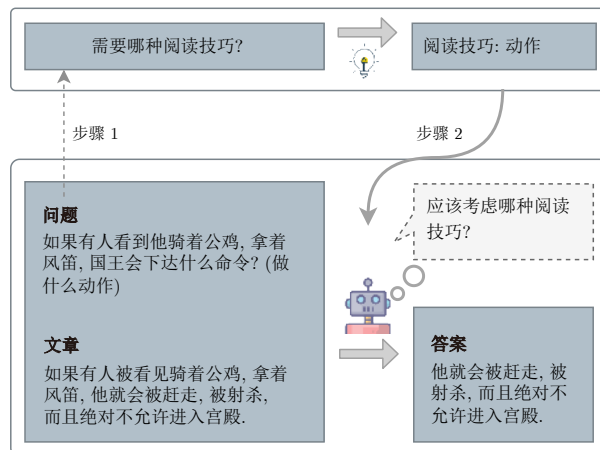 需要哪种阅读技巧?
阅读技巧: 动作
步骤 1
步骤 2
问题
如果有人看到他骑着公鸡, 拿着
风笛, 国王会下达什么命令? (做
什么动作)
文章
如果有人被看见骑着公鸡, 拿着
风笛, 他就会被赶走, 被射杀,
而且绝对不允许进入宫殿.
应该考虑哪种阅读
技巧?
答案
他就会被赶走, 被
射杀, 而且绝对不
允许进入宫殿.